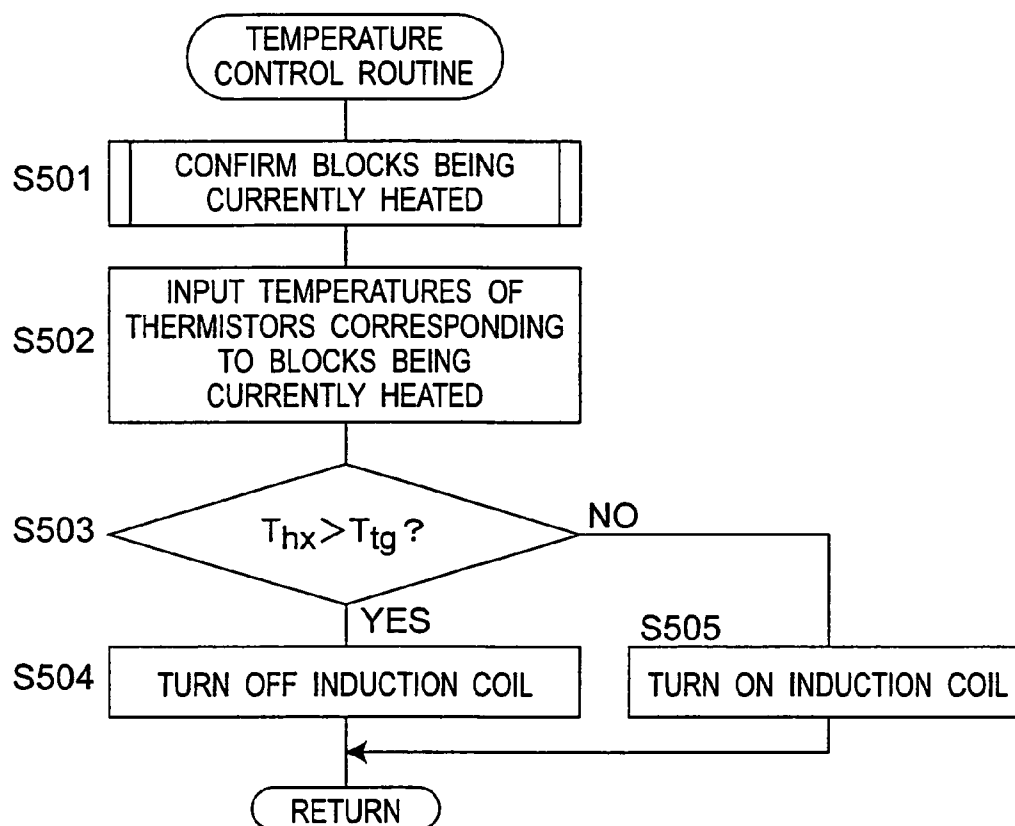 TEMPERATURE
CONTROL ROUTINE
S501
CONFIRM BLOCKS BEING
CURRENTLY HEATED
S502
INPUT TEMPERATURES OF
THERMISTORS CORRESPONDING
TO BLOCKS BEING
CURRENTLY HEATED
S503
Thx>Ttg?
NO
YES
S504
TURN OFF INDUCTION COIL
S505
TURN ON INDUCTION COIL
RETURN